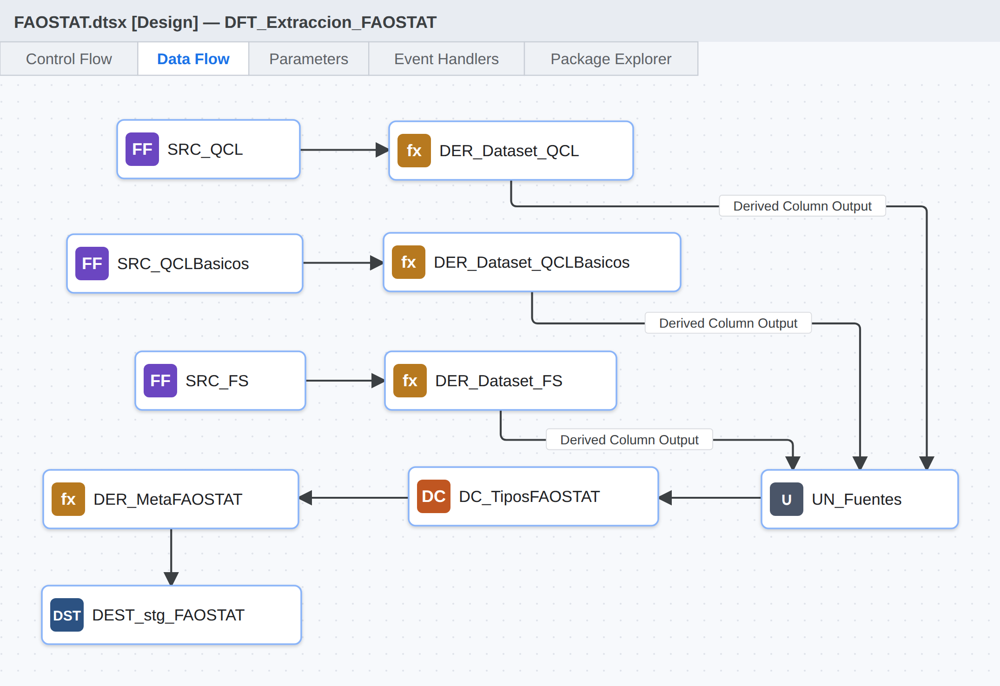 FAOSTAT.dtsx [Design] — DFT_Extraccion_FAOSTAT
Control Flow
Data Flow
Parameters
Event Handlers
Package Explorer
FF
SRC_QCL
fx
DER_Dataset_QCL
Derived Column Output
FF
SRC_QCLBasicos
fx
DER_Dataset_QCLBasicos
Derived Column Output
FF
SRC_FS
fx
DER_Dataset_FS
Derived Column Output
fx
DER_MetaFAOSTAT
DC
DC_TiposFAOSTAT
U
UN_Fuentes
DST
DEST_stg_FAOSTAT